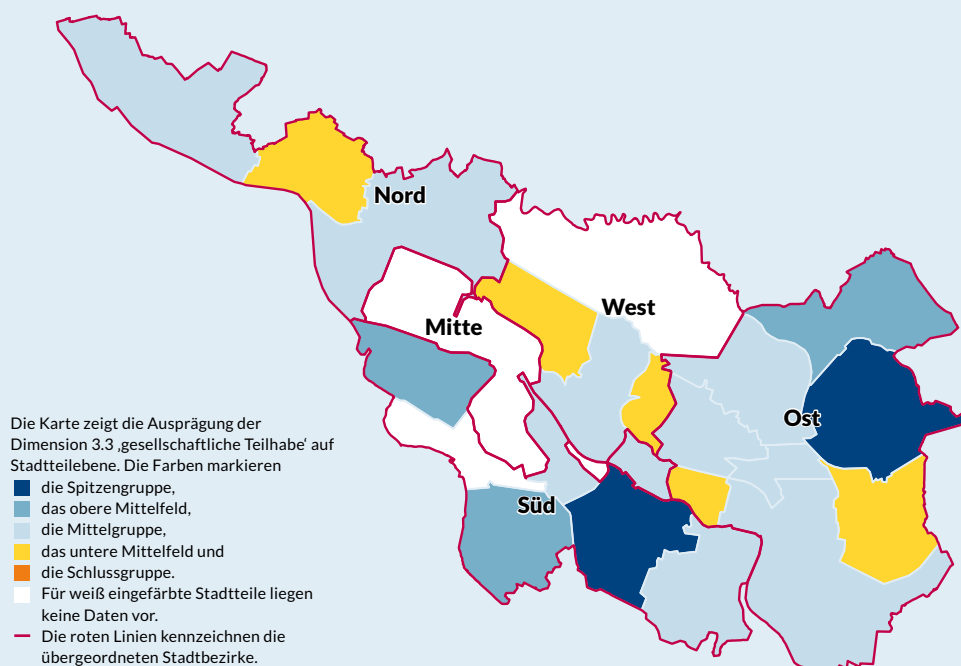 Nord
West
Mitte
Ost
Süd
Die Karte zeigt die Ausprägung der
Dimension 3.3 ‚gesellschaftliche Teilhabe‘ auf
Stadtteilebene. Die Farben markieren
die Spitzengruppe,
das obere Mittelfeld,
die Mittelgruppe,
das untere Mittelfeld und
die Schlussgruppe.
Für weiß eingefärbte Stadtteile liegen
keine Daten vor.
Die roten Linien kennzeichnen die
übergeordneten Stadtbezirke.